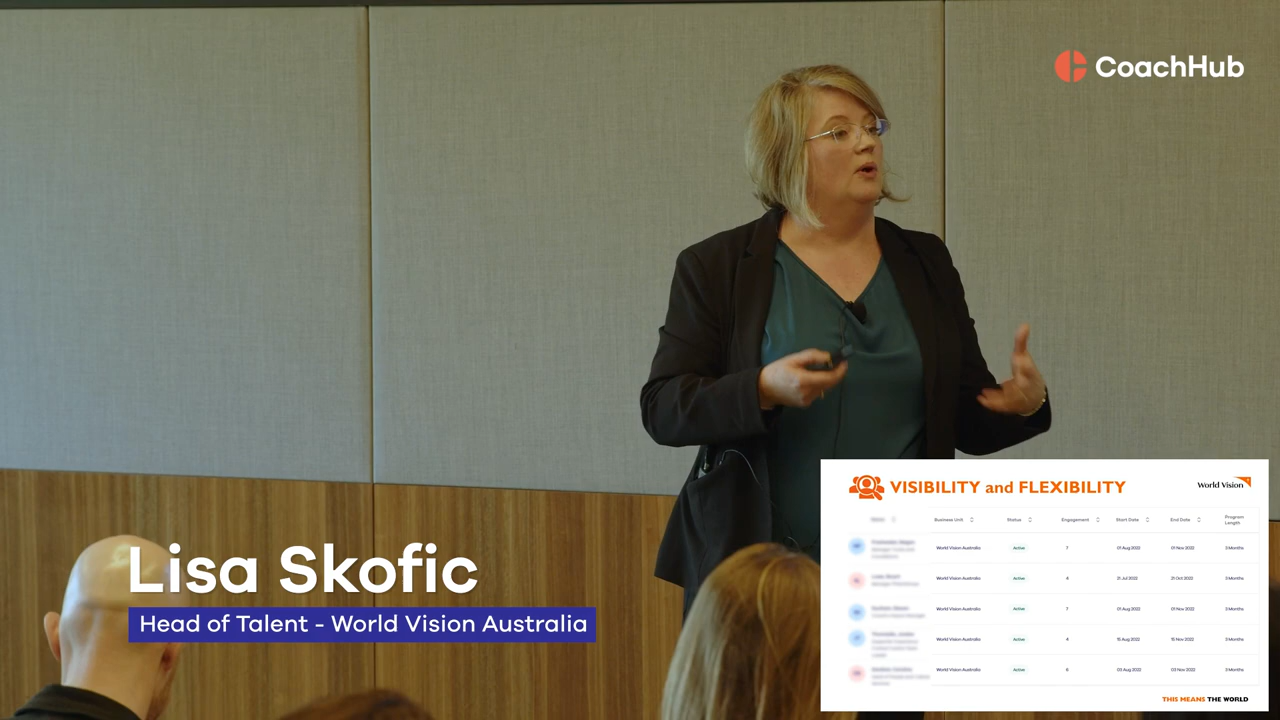 CoachHub
Lisa Skofic
Head of Talent - World Vision Australia
VISIBILITY and FLEXIBILITY
World Vision
Business Unit Status Engagement Start Date End Date Program Length
World Vision Australia Active 7 01 Aug 2022 01 Nov 2022 3 Months
World Vision Australia Active 21 Jul 2022 21 Oct 2022 3 Months
World Vision Australia Active 7 01 Aug 2022 01 Nov 2022 3 Months
World Vision Australia Active 4 15 Aug 2022 15 Nov 2022 3 Months
World Vision Australia Active 6 03 Aug 2022 03 Nov 2022 3 Months
THIS MEANS THE WORLD